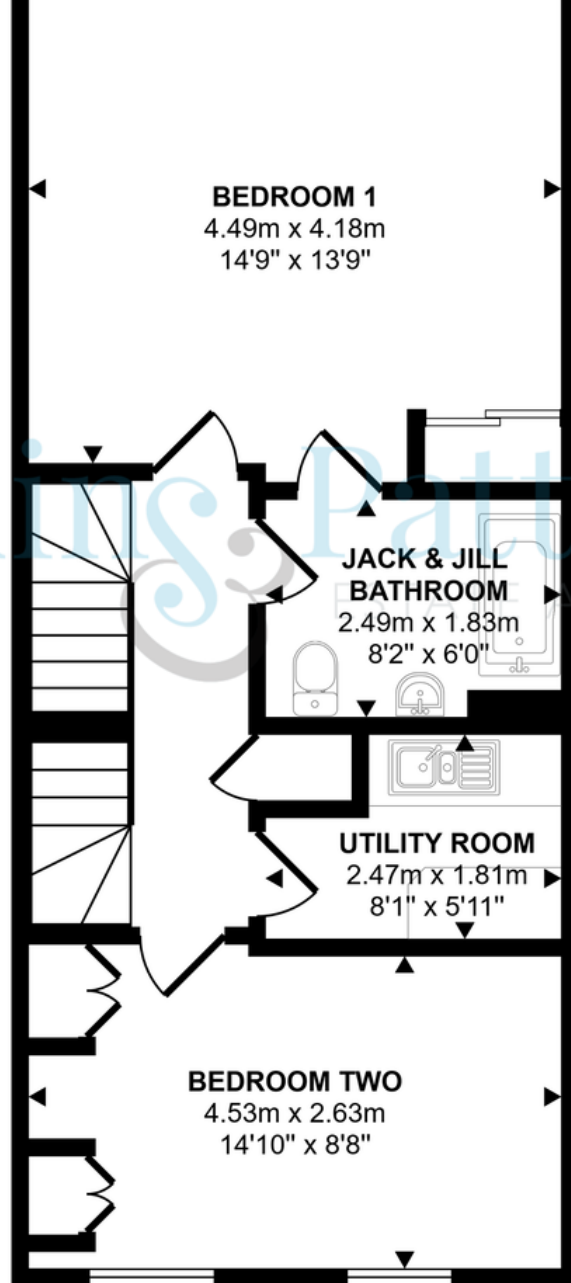 BEDROOM 1
4.49m x 4.18m
14'9" x 13'9"
JACK & JILL
BATHROOM
2.49m x 1.83m
8'2" x 6'0"
UTILITY ROOM
2.47m x 1.81m
8'1" x 5'11"
BEDROOM TWO
4.53m x 2.63m
14'10" x 8'8"